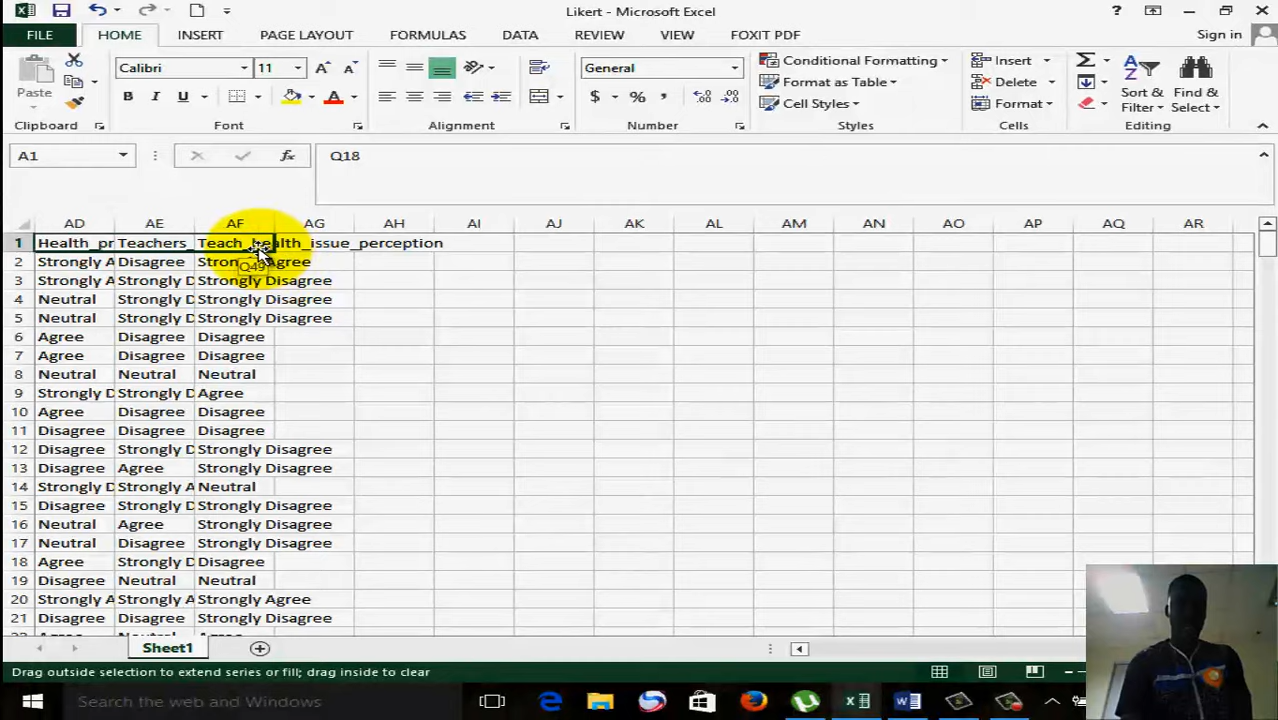 Likert - Microsoft Excel
?
FILE HOME INSERT PAGE LAYOUT FORMULAS DATA REVIEW VIEW FOXIT PDF Sign in
Paste
Clipboard
Calibri 11
B I U
Font
Alignment
General
$ % ,
Number
Conditional Formatting
Format as Table
Cell Styles
Styles
Insert
Delete
Format
Cells
Sort & Filter
Find & Select
Editing
A1 fx Q18
AD AE AF AG AH AI AJ AK AL AM AN AO AP AQ AR
1 Health_pr Teachers_ Teach_health_issue_perception
2 Strongly A Disagree Strongly Agree
Q49
3 Strongly A Strongly D Strongly Disagree
4 Neutral Strongly D Strongly Disagree
5 Neutral Strongly D Strongly Disagree
6 Agree Disagree Disagree
7 Agree Disagree Disagree
8 Neutral Neutral Neutral
9 Strongly D Strongly D Agree
10 Agree Disagree Disagree
11 Disagree Disagree Disagree
12 Disagree Strongly D Strongly Disagree
13 Disagree Agree Strongly Disagree
14 Strongly D Strongly A Neutral
15 Disagree Strongly D Strongly Disagree
16 Neutral Agree Strongly Disagree
17 Neutral Disagree Strongly Disagree
18 Agree Strongly D Disagree
19 Disagree Neutral Neutral
20 Strongly A Strongly A Strongly Agree
21 Disagree Disagree Strongly Disagree
Sheet1
Drag outside selection to extend series or fill; drag inside to clear
Search the web and Windows